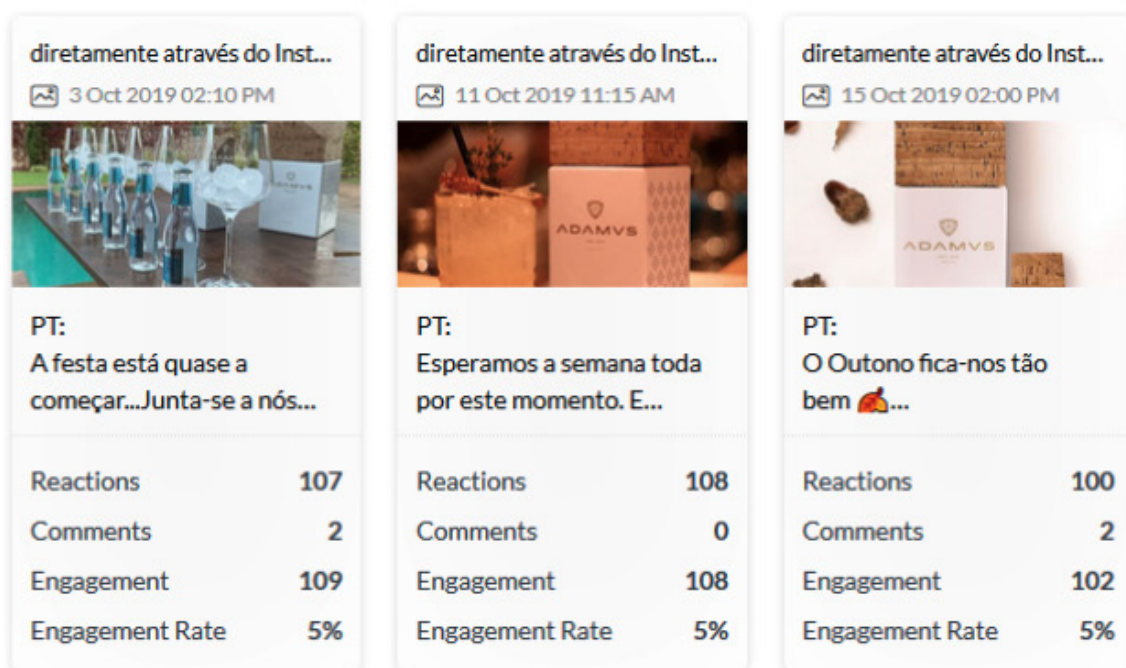 diretamente através do Inst...
3 Oct 2019 02:10 PM
ADAMVS
PT:
A festa está quase a
começar...Junta-se a nós...
Reactions 107
Comments 2
Engagement 109
Engagement Rate 5%
diretamente através do Inst...
11 Oct 2019 11:15 AM
ADAMVS
PT:
Esperamos a semana toda
por este momento. E...
Reactions 108
Comments 0
Engagement 108
Engagement Rate 5%
diretamente através do Inst...
15 Oct 2019 02:00 PM
ADAMVS
PT:
O Outono fica-nos tão
bem 🍂...
Reactions 100
Comments 2
Engagement 102
Engagement Rate 5%